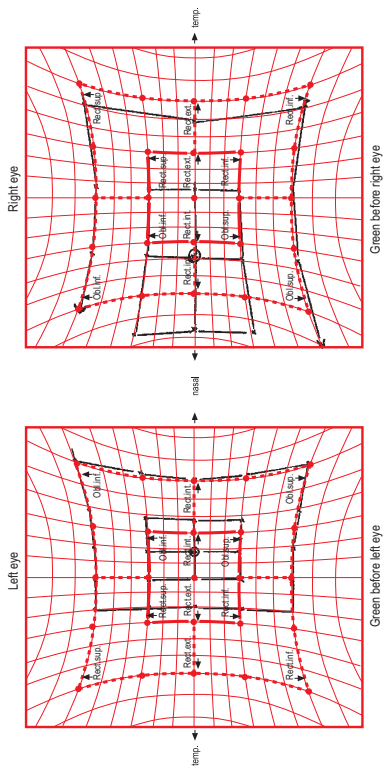 Left eye
Right eye
Rect.sup.
Obl.inf.
Obl.inf.
Rect.sup
Rect.sup.
Obl.inf.
Obl.inf.
Rect.sup
temp.
Rect.ext.
Rect.ext.
Rect.int.
Rect.int.
nasal
Rect.int.
Rect.int.
Rect.ext.
Rect.ext.
temp.
Rect.inf.
Obl.sup.
Obl.sup.
Rect.inf.
Rect.inf.
Obl.sup.
Obl.sup.
Rect.inf.
Green before left eye
Green before right eye